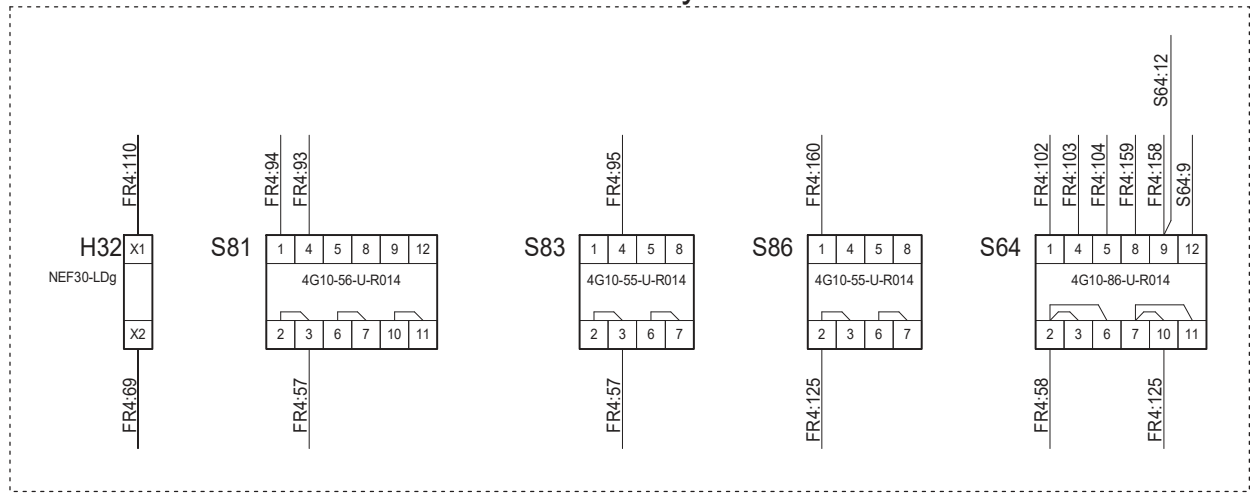 S64:12
FR4:110
FR4:94
FR4:93
FR4:95
FR4:160
FR4:102
FR4:103
FR4:104
FR4:159
FR4:158
S64:9
H32 X1
NEF30-LDg
X2
FR4:69
S81 1 4 5 8 9 12
4G10-56-U-R014
2 3 6 7 10 11
FR4:57
S83 1 4 5 8
4G10-55-U-R014
2 3 6 7
FR4:57
S86 1 4 5 8
4G10-55-U-R014
2 3 6 7
FR4:125
S64 1 4 5 8 9 12
4G10-86-U-R014
2 3 6 7 10 11
FR4:58
FR4:125